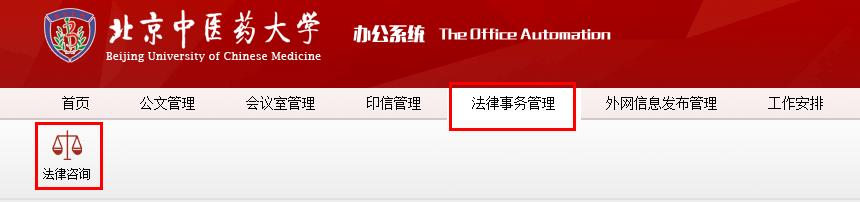 北京中医药大学
Beijing University of Chinese Medicine
办公系统 The Office Automation
首页 公文管理 会议室管理 印信管理 法律事务管理 外网信息发布管理 工作安排
法律咨询